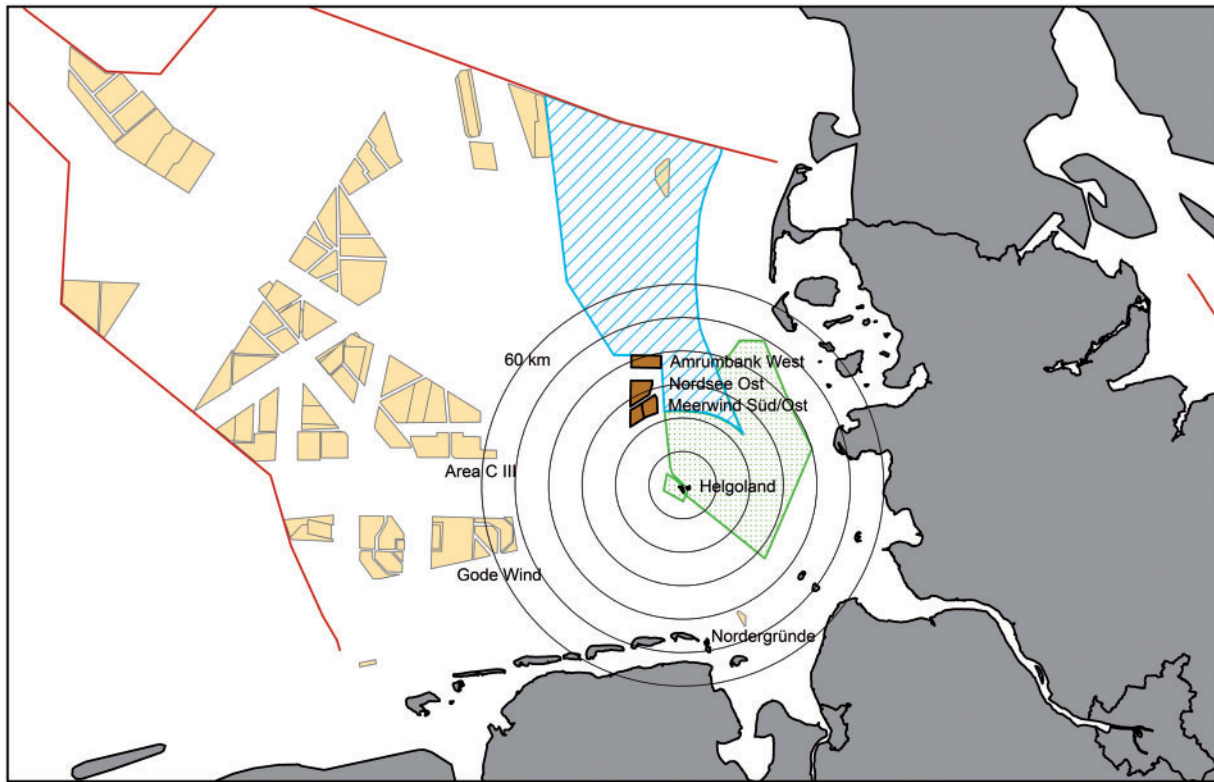 60 km
Amrumbank West
Nordsee Ost
Meerwind Süd/Ost
Area C III
Helgoland
Gode Wind
Nordergründe